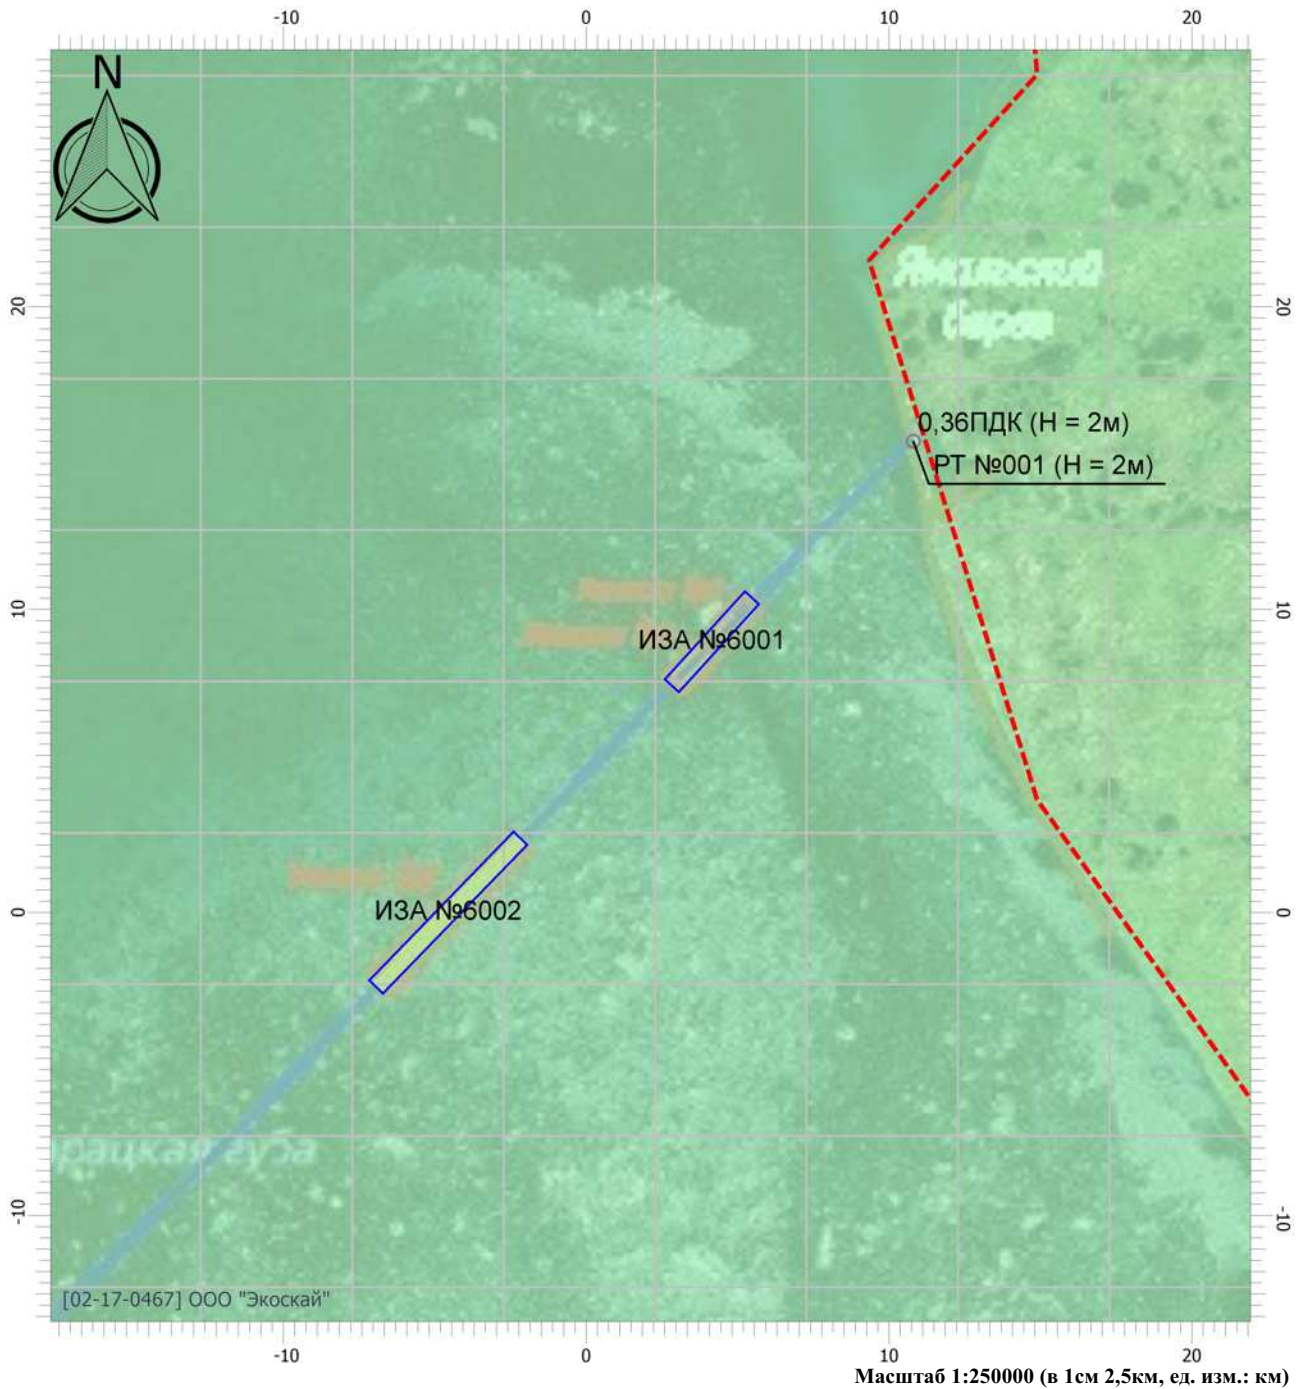 -10 0 10 20
N
20
20
0,36ПДК (Н = 2м)
РТ №001 (Н = 2м)
10
10
ИЗА №6001
0
0
ИЗА №6002
-10
-10
рацкая губа
[02-17-0467] ООО "Экоскай"
-10 0 10 20
Масштаб 1:250000 (в 1см 2,5км, ед. изм.: км)